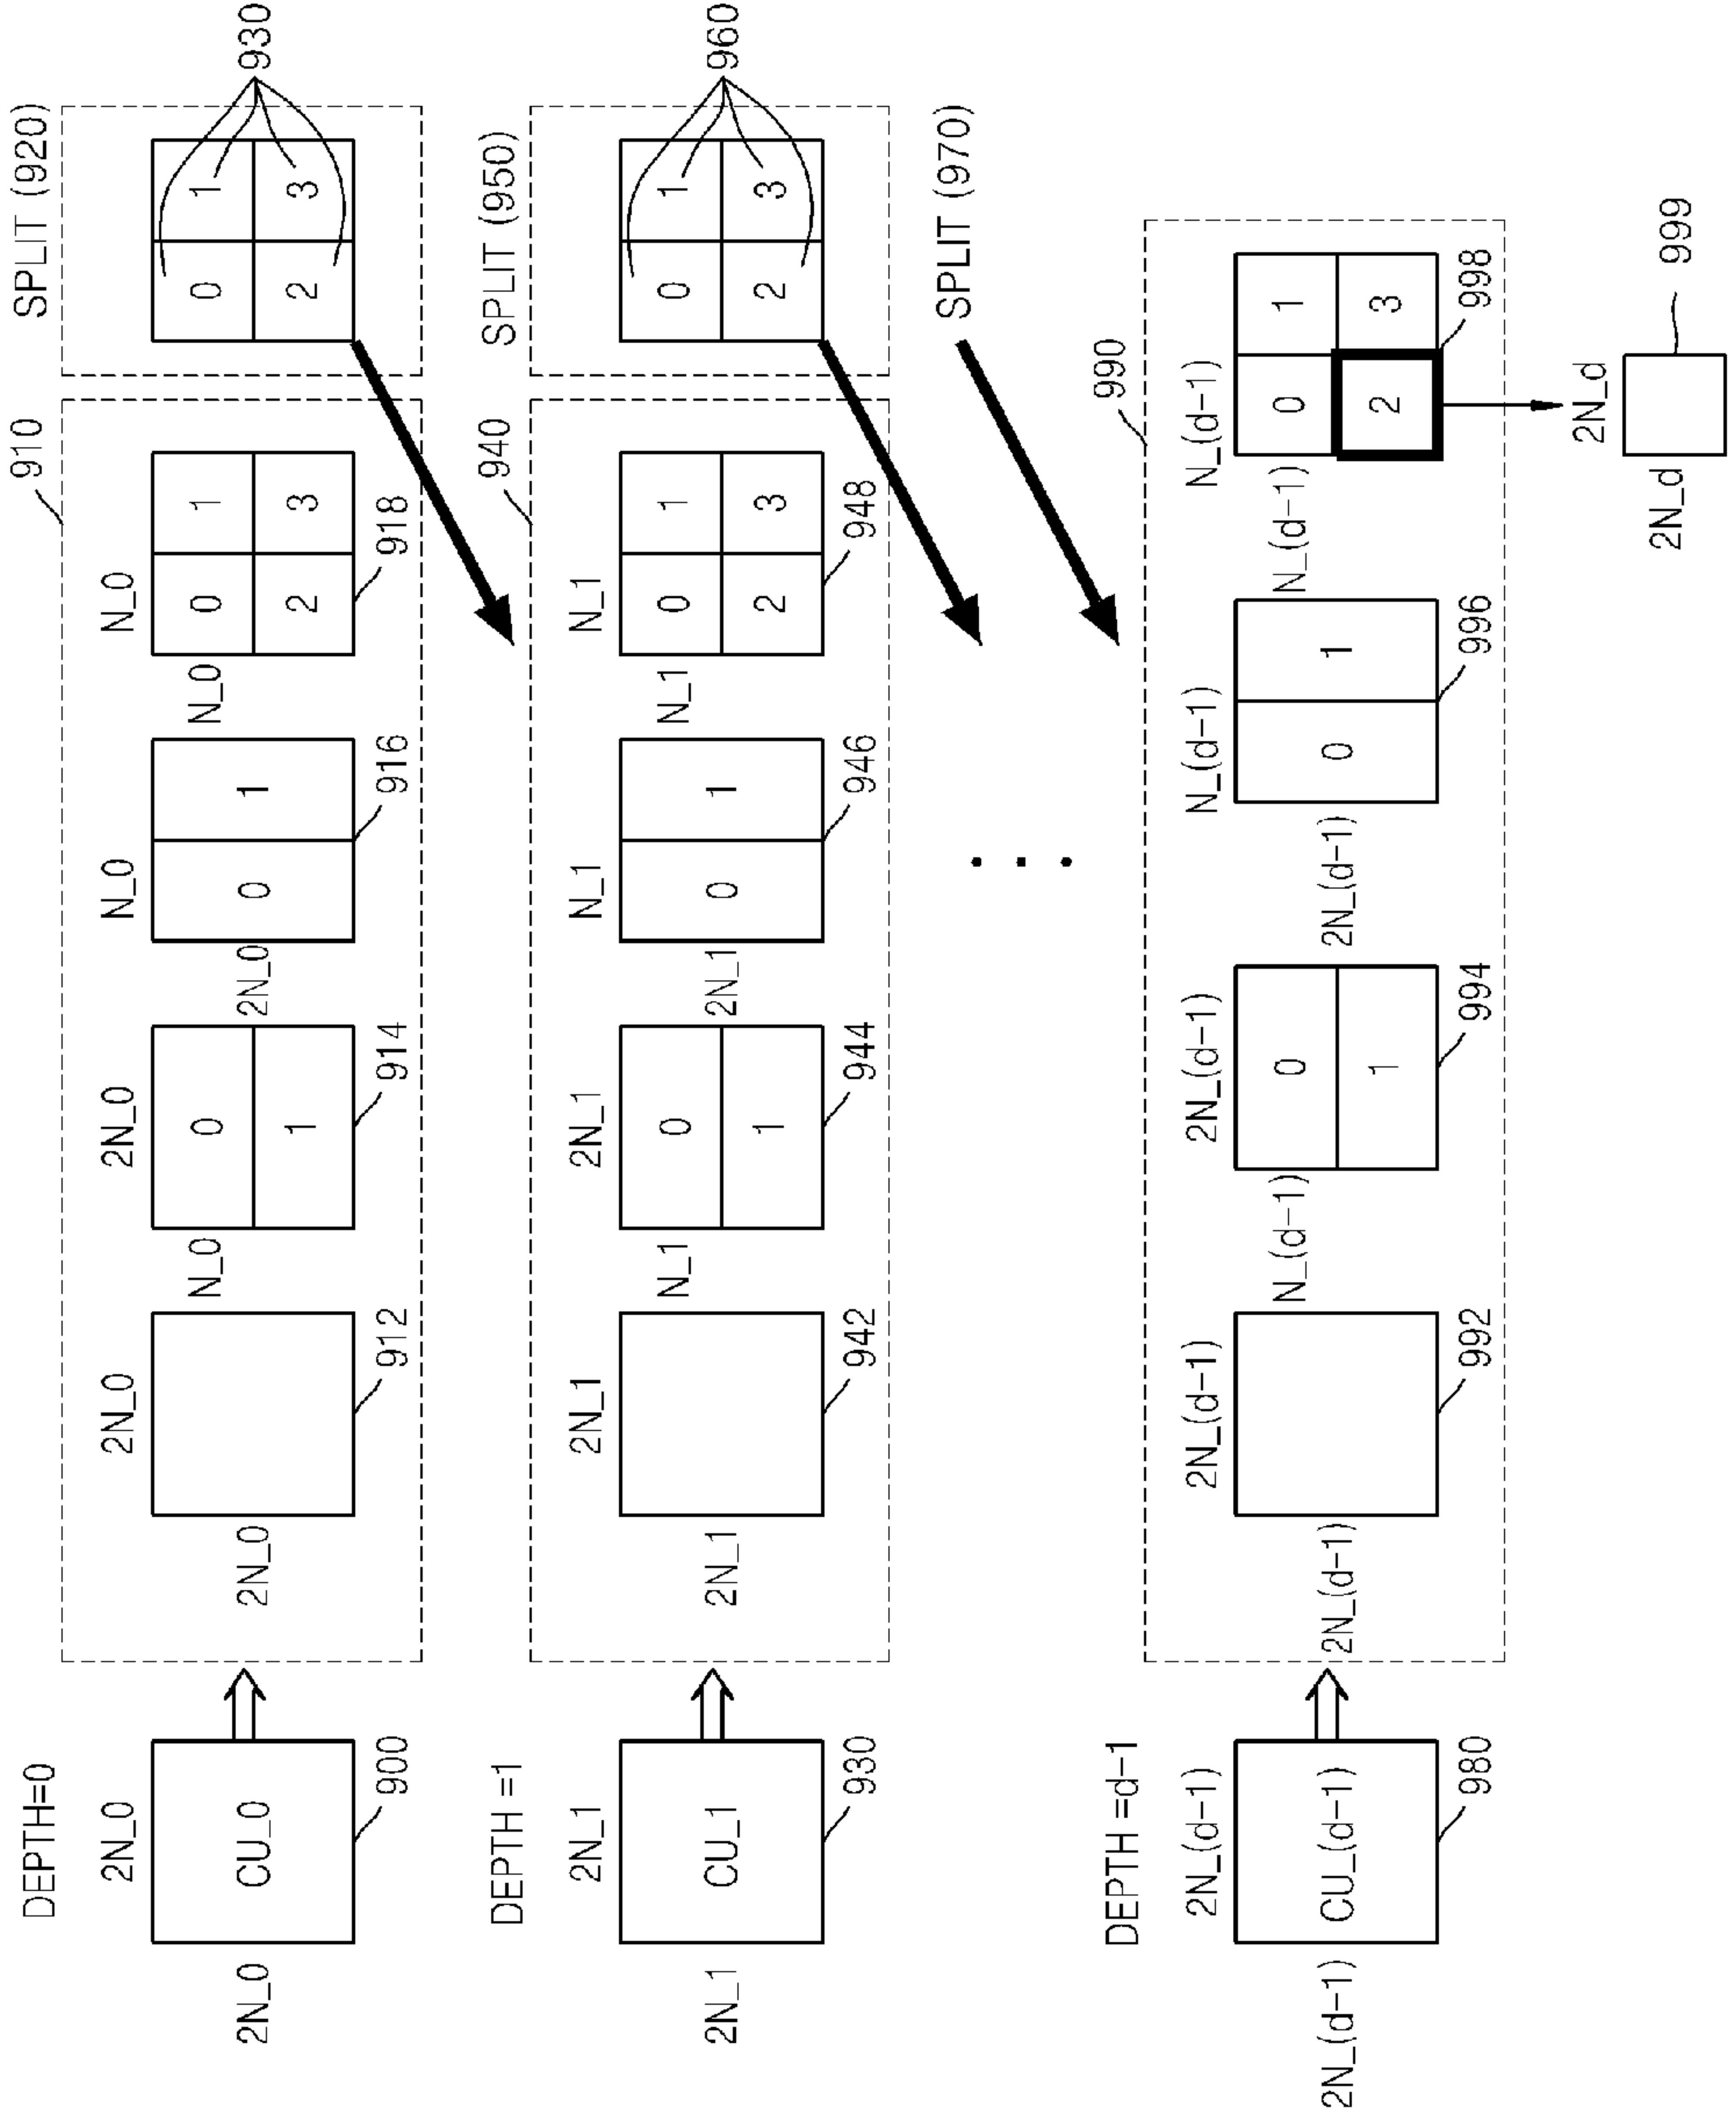 DEPTH=0
910
SPLIT (920)
2N_0
2N_0
2N_0
N_0
N_0
930
2N_0
CU_0
2N_0
N_0
0
1
2N_0
0
1
N_0
0
1
2
3
0
1
2
3
900
912
914
916
918
DEPTH =1
940
SPLIT (950)
2N_1
2N_1
2N_1
N_1
N_1
960
2N_1
CU_1
2N_1
N_1
0
1
2N_1
0
1
N_1
0
1
2
3
0
1
2
3
930
942
944
946
948
SPLIT (970)
DEPTH =d-1
990
2N_(d-1)
2N_(d-1)
2N_(d-1)
N_(d-1)
N_(d-1)
2N_(d-1)
CU_(d-1)
2N_(d-1)
N_(d-1)
0
1
2N_(d-1)
0
1
N_(d-1)
0
1
2
3
980
992
994
996
998
2N_d
2N_d
999